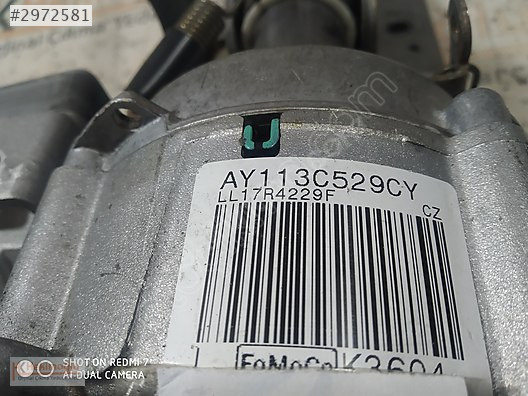 #2972581
AY113C529CY
LL17R4229F
CZ
FoMoCo K3604
SHOT ON REDMI 7
AI DUAL CAMERA